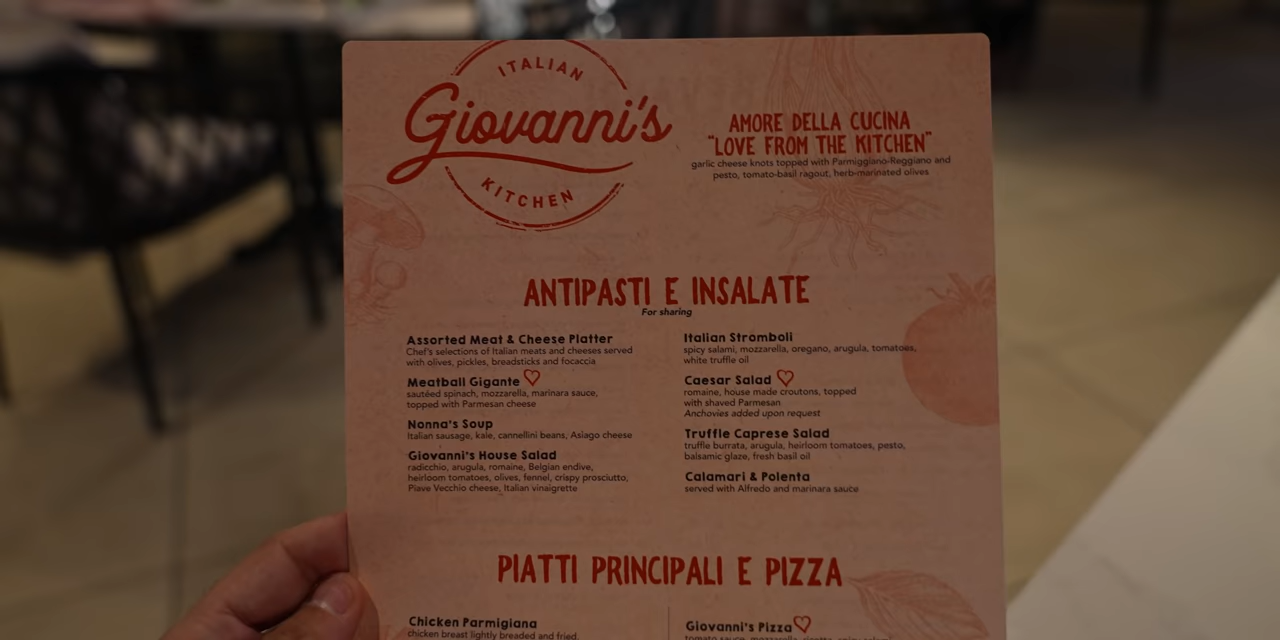 ITALIAN
Giovanni's
KITCHEN
AMORE DELLA CUCINA
"LOVE FROM THE KITCHEN"
garlic cheese knots topped with Parmiggiano-Reggiano and
pesto, tomato-basil ragout, herb-marinated olives
ANTIPASTI E INSALATE
For sharing
Assorted Meat & Cheese Platter
Chef's selections of Italian meats and cheeses served
with olives, pickles, breadsticks and focaccia
Meatball Gigante
sautéed spinach, mozzarella, marinara sauce,
topped with Parmesan cheese
Nonna's Soup
Italian sausage, kale, cannellini beans, Asiago cheese
Giovanni's House Salad
radicchio, arugula, romaine, Belgian endive,
heirloom tomatoes, olives, fennel, crispy prosciutto,
Piave Vecchio cheese, Italian vinaigrette
Italian Stromboli
spicy salami, mozzarella, oregano, arugula, tomatoes,
white truffle oil
Caesar Salad
romaine, house made croutons, topped
with shaved Parmesan
Anchovies added upon request
Truffle Caprese Salad
truffle burrata, arugula, heirloom tomatoes, pesto,
balsamic glaze, fresh basil oil
Calamari & Polenta
served with Alfredo and marinara sauce
PIATTI PRINCIPALI E PIZZA
Chicken Parmigiana
chicken breast lightly breaded and fried,
Giovanni's Pizza
tomato sauce, mozzarella, ricotta, spicy salami